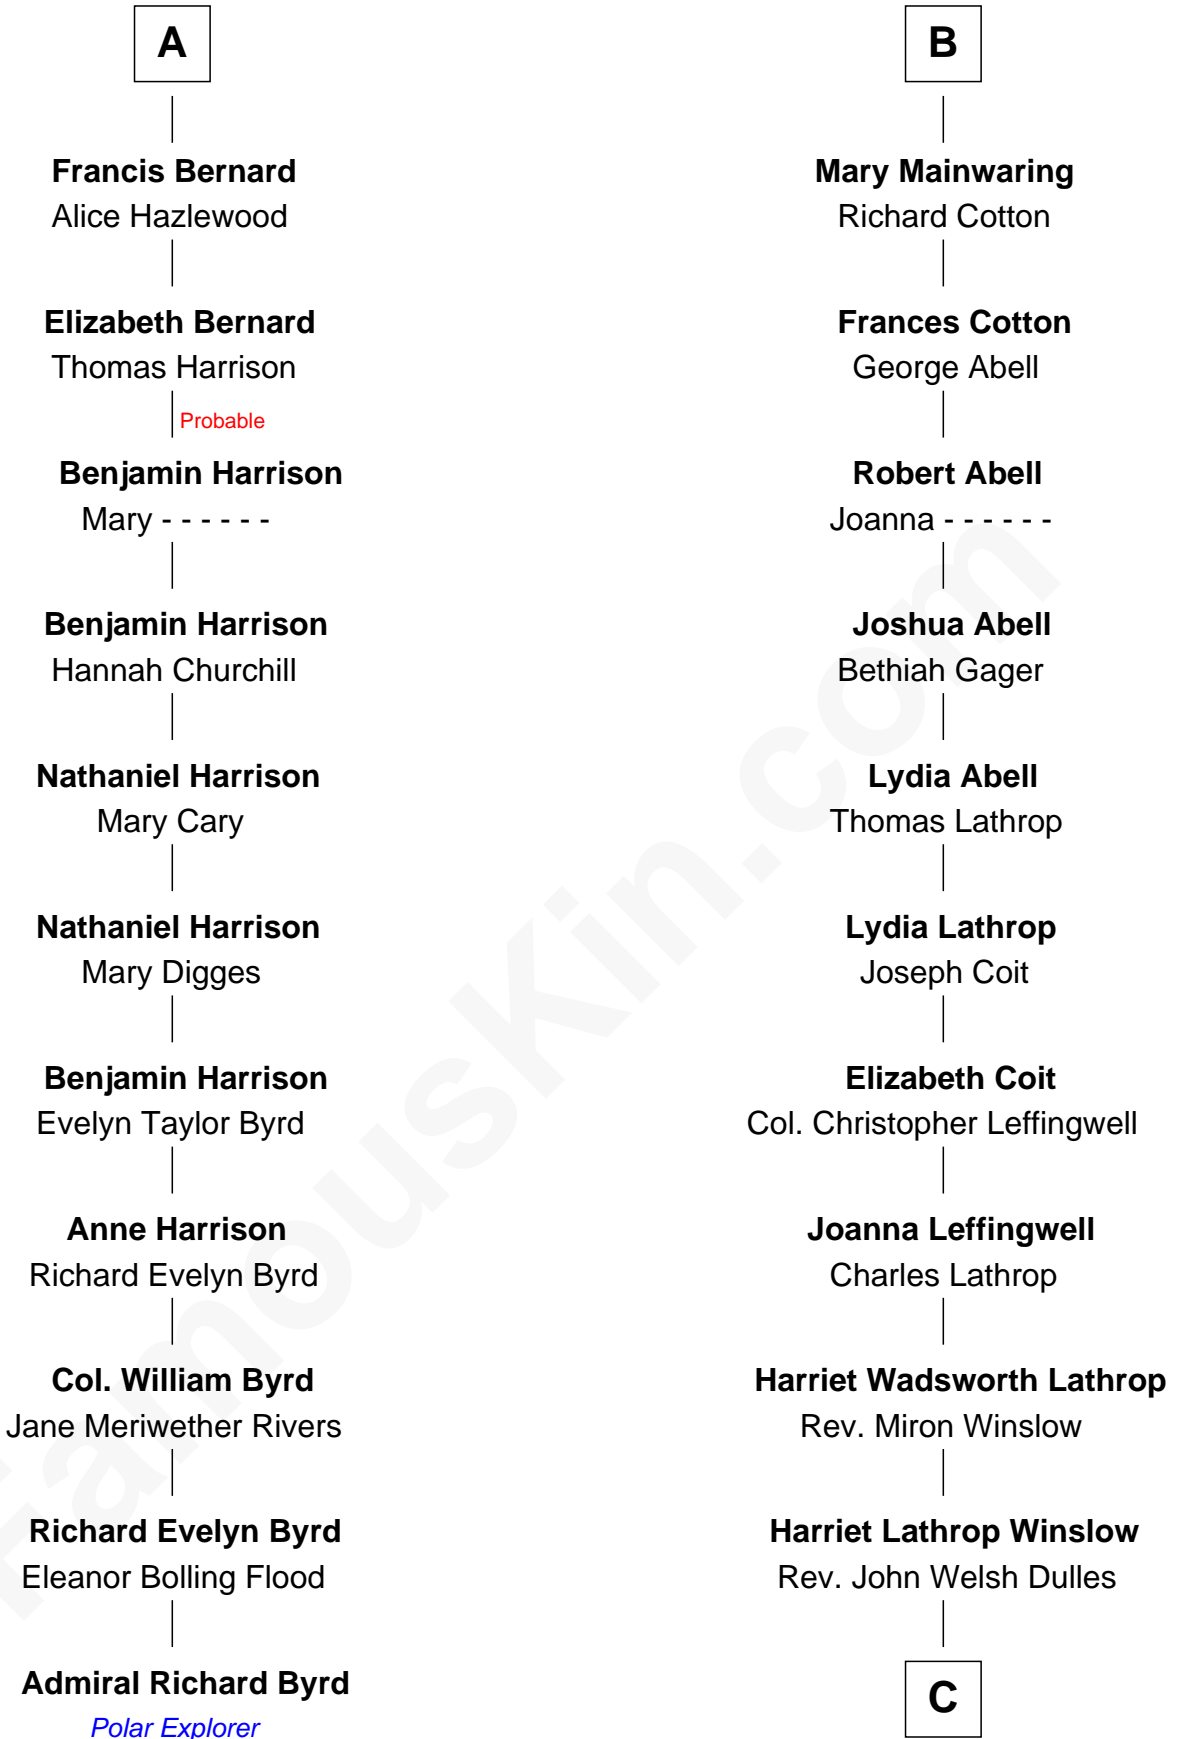 A
Francis Bernard
Alice Hazlewood
Elizabeth Bernard
Thomas Harrison
Probable
Benjamin Harrison
Mary - - - - - -
Benjamin Harrison
Hannah Churchill
Nathaniel Harrison
Mary Cary
Nathaniel Harrison
Mary Digges
Benjamin Harrison
Evelyn Taylor Byrd
Anne Harrison
Richard Evelyn Byrd
Col. William Byrd
Jane Meriwether Rivers
Richard Evelyn Byrd
Eleanor Bolling Flood
Admiral Richard Byrd
Polar Explorer
B
Mary Mainwaring
Richard Cotton
Frances Cotton
George Abell
Robert Abell
Joanna - - - - - -
Joshua Abell
Bethiah Gager
Lydia Abell
Thomas Lathrop
Lydia Lathrop
Joseph Coit
Elizabeth Coit
Col. Christopher Leffingwell
Joanna Leffingwell
Charles Lathrop
Harriet Wadsworth Lathrop
Rev. Miron Winslow
Harriet Lathrop Winslow
Rev. John Welsh Dulles
C
FamousKin.com